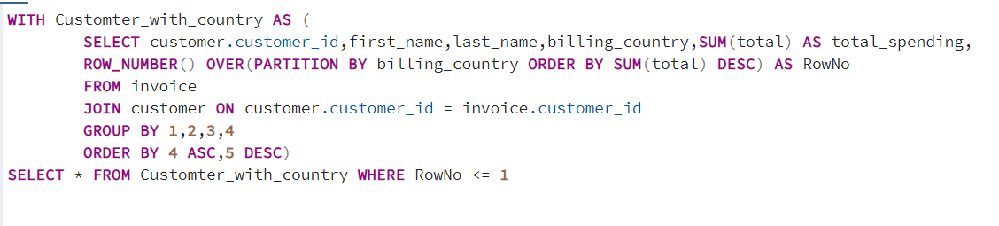 WITH Customter_with_country AS (
SELECT customer.customer_id,first_name,last_name,billing_country,SUM(total) AS total_spending,
ROW_NUMBER() OVER(PARTITION BY billing_country ORDER BY SUM(total) DESC) AS RowNo
FROM invoice
JOIN customer ON customer.customer_id = invoice.customer_id
GROUP BY 1,2,3,4
ORDER BY 4 ASC,5 DESC)
SELECT * FROM Customter_with_country WHERE RowNo <= 1